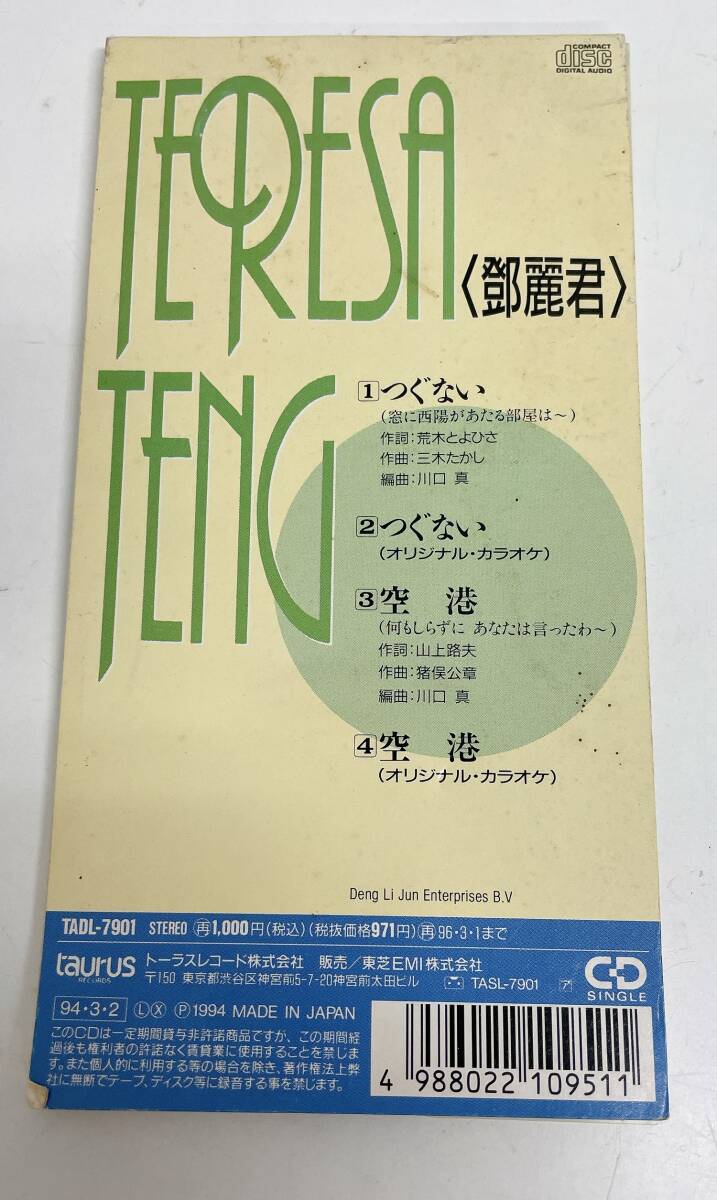 COMPACT
disc
DIGITAL AUDIO
TERESA
〈鄧麗君〉
TENG
1 つぐない
(窓に西陽があたる部屋は〜)
作詞:荒木とよひさ
作曲:三木たかし
編曲:川口 真
2 つぐない
(オリジナル・カラオケ)
3 空 港
(何もしらずに あなたは言ったわ〜)
作詞:山上路夫
作曲:猪俣公章
編曲:川口 真
4 空 港
(オリジナル・カラオケ)
Deng Li Jun Enterprises B.V
TADL-7901 STEREO ㊢1,000円(税込)(税抜価格971円)㊢96・3・1まで
taurus RECORDS トーラスレコード株式会社 販売/東芝EMI株式会社
〒150 東京都渋谷区神宮前5-7-20神宮前太田ビル TASL-7901 ア
CD SINGLE
94・3・2 Ⓛ Ⓧ Ⓟ1994 MADE IN JAPAN
このCDは一定期間貸与非許諾商品ですが、この期間経
過後も権利者の許諾なく賃貸業に使用することを禁じま
す。また個人的に利用する等の場合を除き、著作権法上弊
社に無断でテープ、ディスク等に録音する事を禁じます。
4 988022 109511